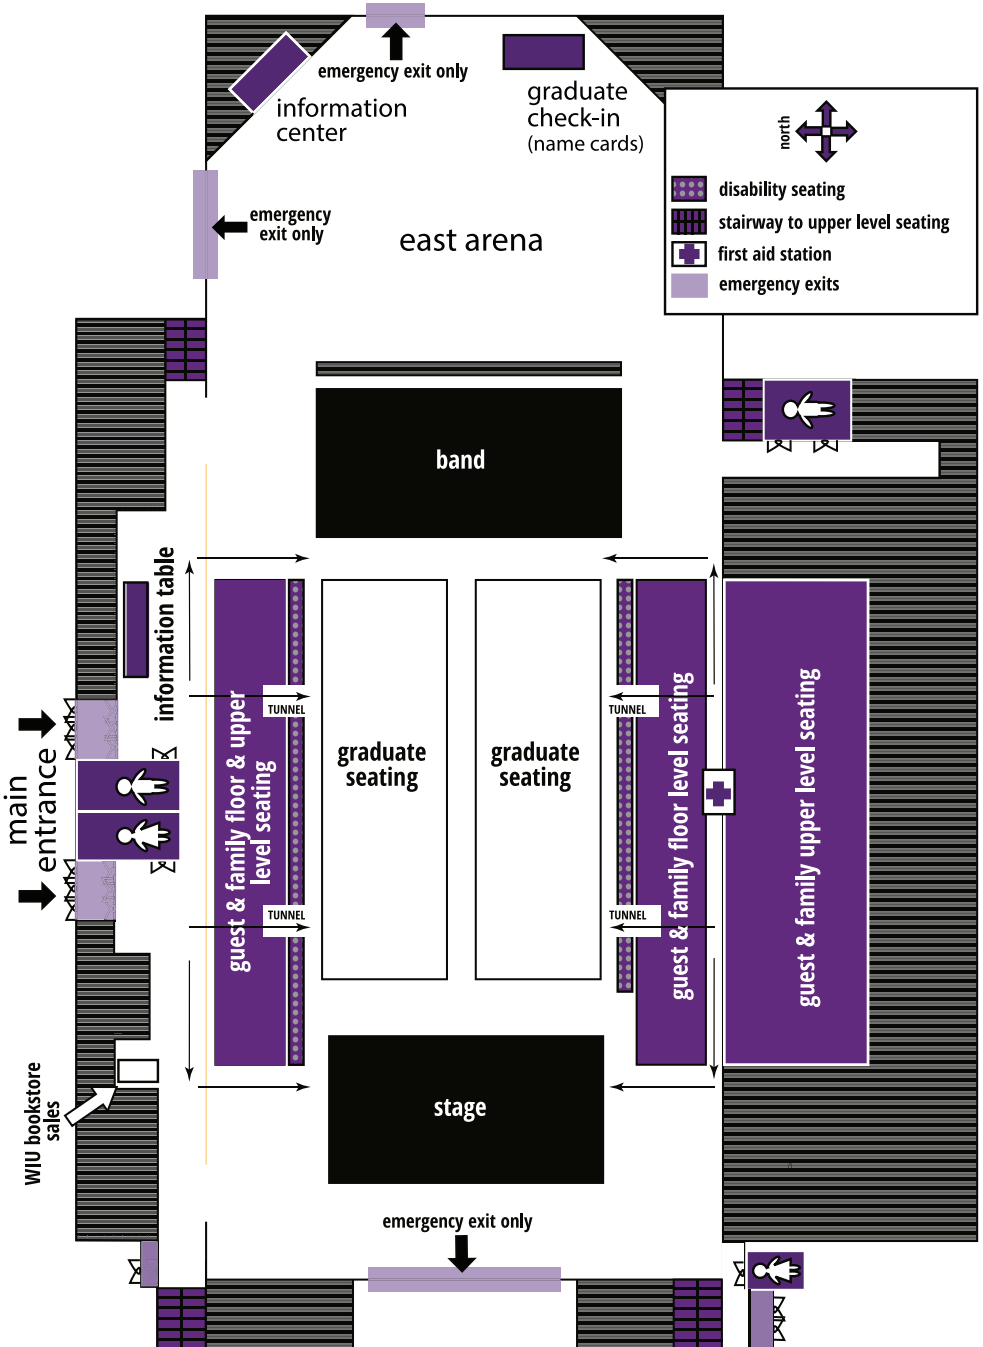 emergency exit only
information
center
graduate
check-in
(name cards)
north
disability seating
stairway to upper level seating
first aid station
emergency exits
emergency
exit only
east arena
band
information table
main
entrance
guest & family floor & upper
level seating
TUNNEL
TUNNEL
graduate
seating
graduate
seating
TUNNEL
TUNNEL
guest & family floor level seating
guest & family upper level seating
WIU bookstore
sales
stage
emergency exit only